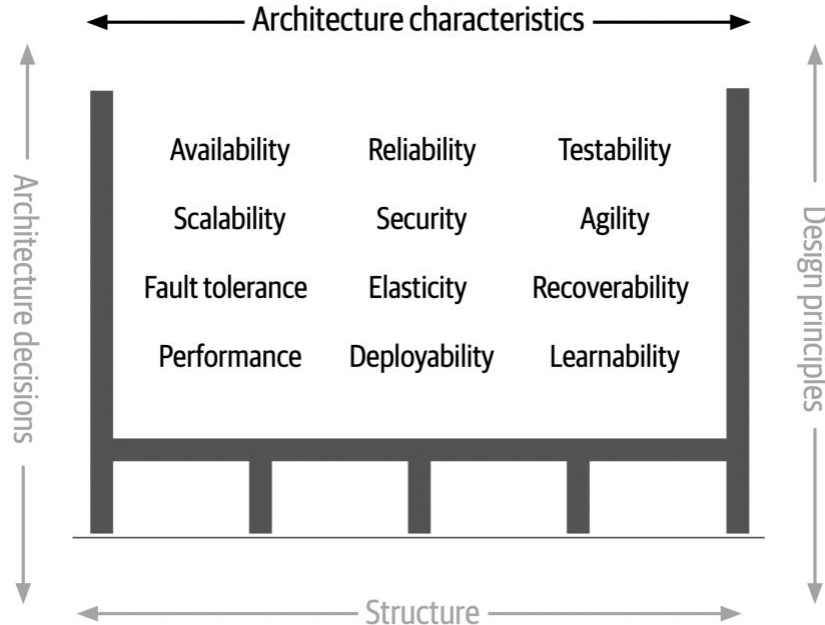 Architecture characteristics
Architecture decisions
Availability Reliability Testability
Scalability Security Agility
Fault tolerance Elasticity Recoverability
Performance Deployability Learnability
Design principles
Structure